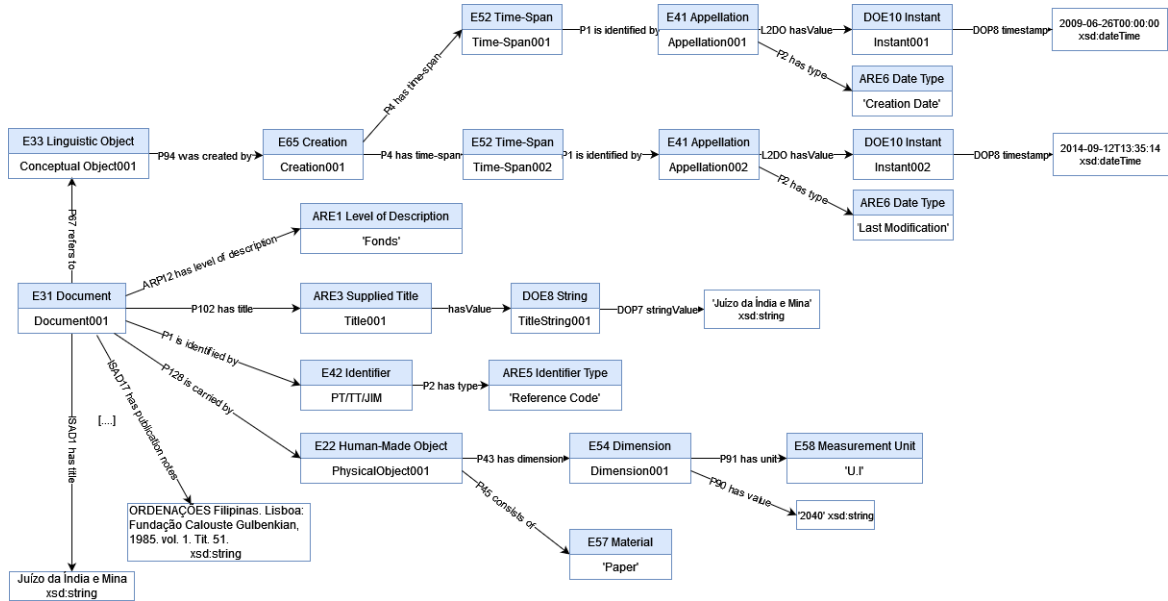 E52 Time-Span
Time-Span001
P1 is identified by
E41 Appellation
Appellation001
L2DO hasValue
DOE10 Instant
Instant001
DOP8 timestamp
2009-06-26T00:00:00
xsd:dateTime
P2 has type
ARE6 Date Type
'Creation Date'
P4 has time-span
E33 Linguistic Object
Conceptual Object001
P94 was created by
E65 Creation
Creation001
P4 has time-span
E52 Time-Span
Time-Span002
P1 is identified by
E41 Appellation
Appellation002
L2DO hasValue
DOE10 Instant
Instant002
DOP8 timestamp
2014-09-12T13:35:14
xsd:dateTime
P2 has type
ARE6 Date Type
'Last Modification'
P67 refers to
ARP12 has level of description
ARE1 Level of Description
'Fonds'
E31 Document
Document001
P102 has title
ARE3 Supplied Title
Title001
hasValue
DOE8 String
TitleString001
DOP7 stringValue
'Juízo da Índia e Mina'
xsd:string
P1 is identified by
E42 Identifier
PT/TT/JIM
P2 has type
ARE5 Identifier Type
'Reference Code'
P128 is carried by
E22 Human-Made Object
PhysicalObject001
P43 has dimension
E54 Dimension
Dimension001
P91 has unit
E58 Measurement Unit
'U.I'
P90 has value
'2040' xsd:string
P45 consists of
E57 Material
'Paper'
[....]
ISAD17 has publication notes
ORDENAÇÕES Filipinas. Lisboa:
Fundação Calouste Gulbenkian,
1985. vol. 1. Tit. 51.
xsd:string
ISAD1 has title
Juízo da Índia e Mina
xsd:string